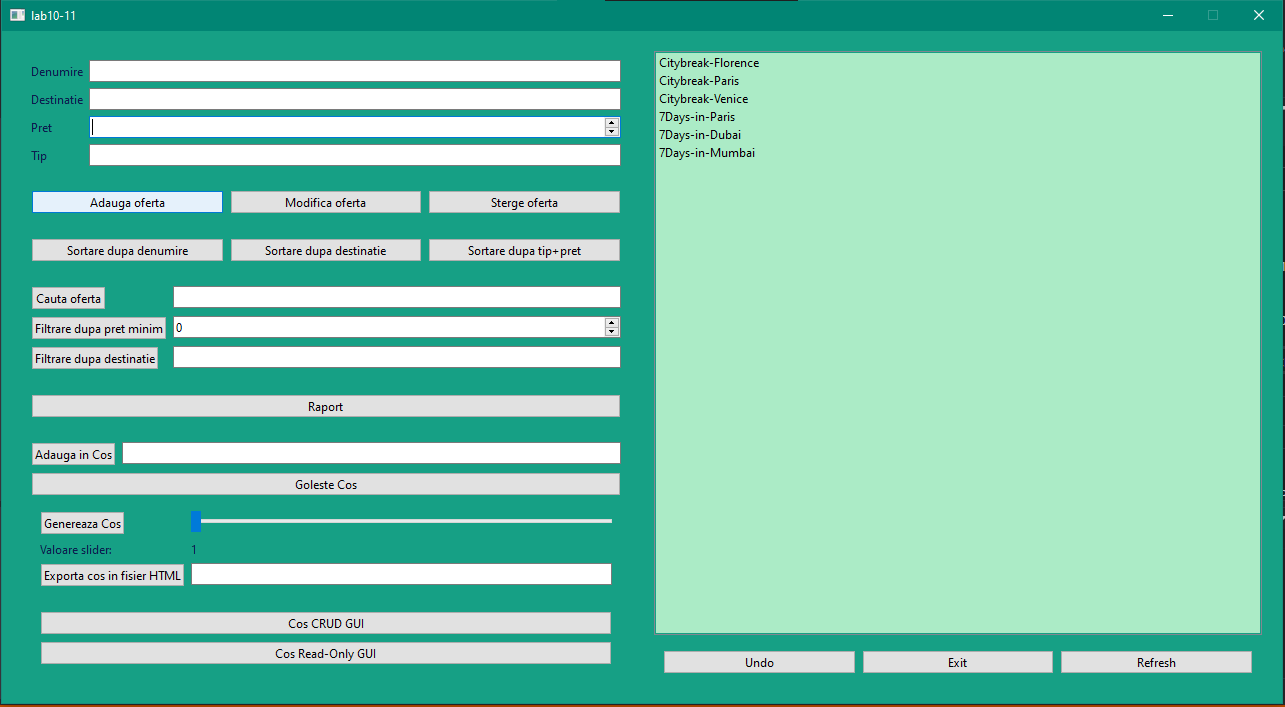 lab10-11
Denumire
Destinatie
Pret
Tip
Adauga oferta
Modifica oferta
Sterge oferta
Sortare dupa denumire
Sortare dupa destinatie
Sortare dupa tip+pret
Cauta oferta
Filtrare dupa pret minim
0
Filtrare dupa destinatie
Raport
Adauga in Cos
Goleste Cos
Genereaza Cos
Valoare slider:
1
Exporta cos in fisier HTML
Cos CRUD GUI
Cos Read-Only GUI
Citybreak-Florence
Citybreak-Paris
Citybreak-Venice
7Days-in-Paris
7Days-in-Dubai
7Days-in-Mumbai
Undo
Exit
Refresh